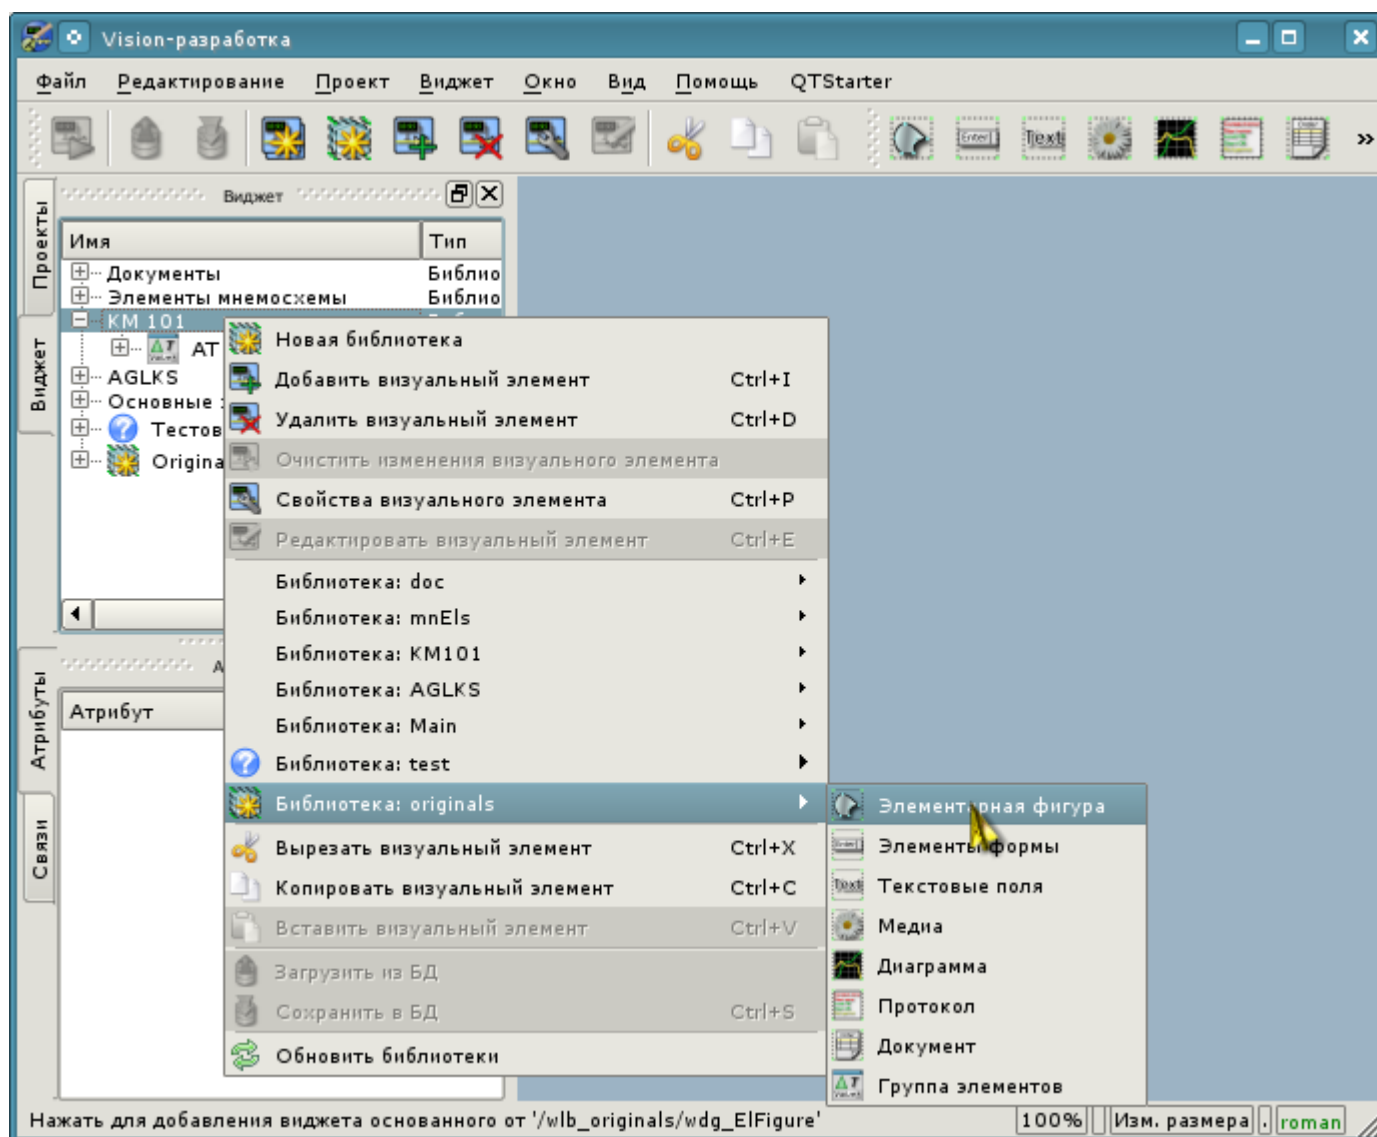 Vision-разработка
Файл Редактирование Проект Виджет Окно Вид Помощь QTStarter
Виджет
Проекты
Виджет
Имя Тип
Документы Библио
Элементы мнемосхемы Библио
КМ 101
АТ
AGLKS
Основные
Тестов
Origina
Новая библиотека
Добавить визуальный элемент Ctrl+I
Удалить визуальный элемент Ctrl+D
Очистить изменения визуального элемента
Свойства визуального элемента Ctrl+P
Редактировать визуальный элемент Ctrl+E
Библиотека: doc
Библиотека: mnEls
Библиотека: KM101
Библиотека: AGLKS
Библиотека: Main
Библиотека: test
Библиотека: originals
Вырезать визуальный элемент Ctrl+X
Копировать визуальный элемент Ctrl+C
Вставить визуальный элемент Ctrl+V
Загрузить из БД
Сохранить в БД Ctrl+S
Обновить библиотеки
Элементарная фигура
Элементы формы
Текстовые поля
Медиа
Диаграмма
Протокол
Документ
Группа элементов
Атрибуты
Связи
Атрибут
Нажать для добавления виджета основанного от '/wlb_originals/wdg_ElFigure' 100% Изм. размера . roman